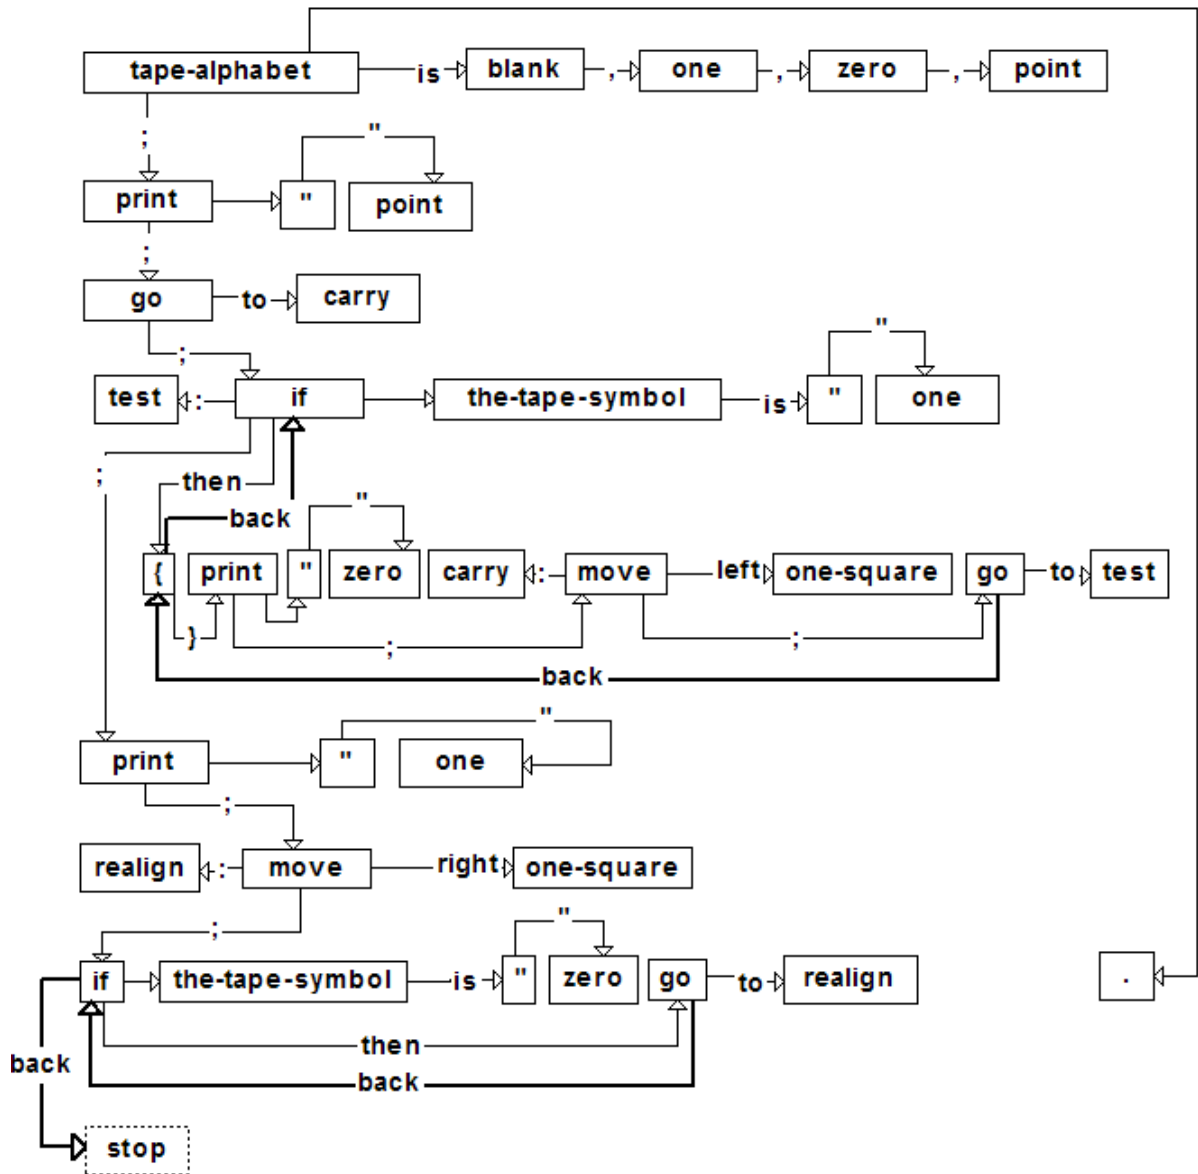 tape-alphabet is blank , one , zero , point
;
"
print " point
;
go to carry
;
"
test : if the-tape-symbol is " one
;
then
"
back
{ print " zero carry : move left one-square go to test
}
;
;
back
"
print " one
;
realign : move right one-square
;
"
if the-tape-symbol is " zero go to realign .
then
back
back
stop